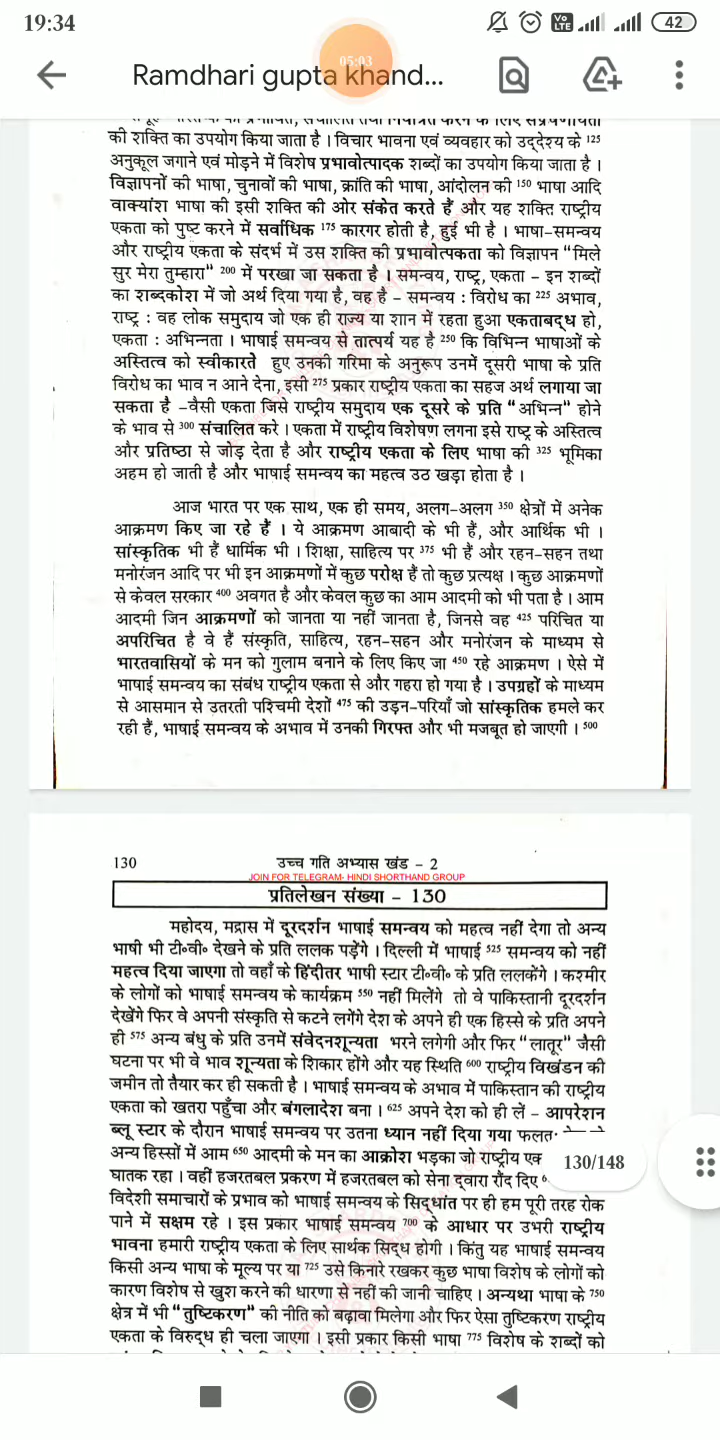 19:34
05:03
Vo LTE
42
Ramdhari gupta khand...
करने के लिए संप्रेषणीयता
की शक्ति का उपयोग किया जाता है । विचार भावना एवं व्यवहार को उद्देश्य के 125
अनुकूल जगाने एवं मोड़ने में विशेष प्रभावोत्पादक शब्दों का उपयोग किया जाता है ।
विज्ञापनों की भाषा, चुनावों की भाषा, क्रांति की भाषा, आंदोलन की 150 भाषा आदि
वाक्यांश भाषा की इसी शक्ति की ओर संकेत करते हैं और यह शक्ति राष्ट्रीय
एकता को पुष्ट करने में सर्वाधिक 175 कारगर होती है, हुई भी है । भाषा-समन्वय
और राष्ट्रीय एकता के संदर्भ में उस शक्ति की प्रभावोत्पकता को विज्ञापन “मिले
सुर मेरा तुम्हारा” 200 में परखा जा सकता है । समन्वय, राष्ट्र, एकता - इन शब्दों
का शब्दकोश में जो अर्थ दिया गया है, वह है - समन्वय : विरोध का 225 अभाव,
राष्ट्र : वह लोक समुदाय जो एक ही राज्य या शान में रहता हुआ एकताबद्ध हो,
एकता : अभिन्नता । भाषाई समन्वय से तात्पर्य यह है 250 कि विभिन्न भाषाओं के
अस्तित्व को स्वीकारते हुए उनकी गरिमा के अनुरूप उनमें दूसरी भाषा के प्रति
विरोध का भाव न आने देना, इसी 275 प्रकार राष्ट्रीय एकता का सहज अर्थ लगाया जा
सकता है -वैसी एकता जिसे राष्ट्रीय समुदाय एक दूसरे के प्रति “अभिन्न” होने
के भाव से 300 संचालित करे । एकता में राष्ट्रीय विशेषण लगना इसे राष्ट्र के अस्तित्व
और प्रतिष्ठा से जोड़ देता है और राष्ट्रीय एकता के लिए भाषा की 325 भूमिका
अहम हो जाती है और भाषाई समन्वय का महत्व उठ खड़ा होता है ।
आज भारत पर एक साथ, एक ही समय, अलग-अलग 350 क्षेत्रों में अनेक
आक्रमण किए जा रहे हैं । ये आक्रमण आबादी के भी हैं, और आर्थिक भी ।
सांस्कृतिक भी हैं धार्मिक भी । शिक्षा, साहित्य पर 375 भी हैं और रहन-सहन तथा
मनोरंजन आदि पर भी इन आक्रमणों में कुछ परोक्ष हैं तो कुछ प्रत्यक्ष । कुछ आक्रमणों
से केवल सरकार 400 अवगत है और केवल कुछ का आम आदमी को भी पता है । आम
आदमी जिन आक्रमणों को जानता या नहीं जानता है, जिनसे वह 425 परिचित या
अपरिचित है वे हैं संस्कृति, साहित्य, रहन-सहन और मनोरंजन के माध्यम से
भारतवासियों के मन को गुलाम बनाने के लिए किए जा 450 रहे आक्रमण । ऐसे में
भाषाई समन्वय का संबंध राष्ट्रीय एकता से और गहरा हो गया है । उपग्रहों के माध्यम
से आसमान से उतरती पश्चिमी देशों 475 की उड़न-परियाँ जो सांस्कृतिक हमले कर
रही हैं, भाषाई समन्वय के अभाव में उनकी गिरफ्त और भी मजबूत हो जाएगी । 500
130 उच्च गति अभ्यास खंड - 2
JOIN FOR TELEGRAM- HINDI SHORTHAND GROUP
प्रतिलेखन संख्या - 130
महोदय, मद्रास में दूरदर्शन भाषाई समन्वय को महत्व नहीं देगा तो अन्य
भाषी भी टी०वी० देखने के प्रति ललक पड़ेंगे । दिल्ली में भाषाई 525 समन्वय को नहीं
महत्व दिया जाएगा तो वहाँ के हिंदीतर भाषी स्टार टी०वी० के प्रति ललकेंगे । कश्मीर
के लोगों को भाषाई समन्वय के कार्यक्रम 550 नहीं मिलेंगे तो वे पाकिस्तानी दूरदर्शन
देखेंगे फिर वे अपनी संस्कृति से कटने लगेंगे देश के अपने ही एक हिस्से के प्रति अपने
ही 575 अन्य बंधु के प्रति उनमें संवेदनशून्यता भरने लगेगी और फिर “लातूर” जैसी
घटना पर भी वे भाव शून्यता के शिकार होंगे और यह स्थिति 600 राष्ट्रीय विखंडन की
जमीन तो तैयार कर ही सकती है । भाषाई समन्वय के अभाव में पाकिस्तान की राष्ट्रीय
एकता को खतरा पहुँचा और बंगलादेश बना । 625 अपने देश को ही लें - आपरेशन
ब्लू स्टार के दौरान भाषाई समन्वय पर उतना ध्यान नहीं दिया गया फलतः
अन्य हिस्सों में आम 650 आदमी के मन का आक्रोश भड़का जो राष्ट्रीय एक
130/148
घातक रहा । वहीं हजरतबल प्रकरण में हजरतबल को सेना द्वारा रौंद दिए
विदेशी समाचारों के प्रभाव को भाषाई समन्वय के सिद्धांत पर ही हम पूरी तरह रोक
पाने में सक्षम रहे । इस प्रकार भाषाई समन्वय 700 के आधार पर उभरी राष्ट्रीय
भावना हमारी राष्ट्रीय एकता के लिए सार्थक सिद्ध होगी । किंतु यह भाषाई समन्वय
किसी अन्य भाषा के मूल्य पर या 725 उसे किनारे रखकर कुछ भाषा विशेष के लोगों को
कारण विशेष से खुश करने की धारणा से नहीं की जानी चाहिए । अन्यथा भाषा के 750
क्षेत्र में भी “तुष्टिकरण” की नीति को बढ़ावा मिलेगा और फिर ऐसा तुष्टिकरण राष्ट्रीय
एकता के विरुद्ध ही चला जाएगा । इसी प्रकार किसी भाषा 775 विशेष के शब्दों को